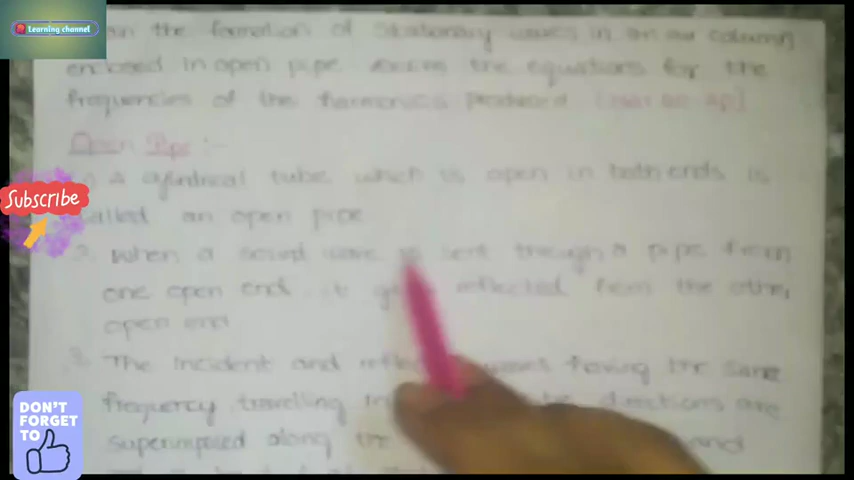 Learning channel
the formation of stationary waves in an air column
enclosed in open pipe the equations for the
frequencies of the harmonics produced
Open Pipe :-
A cylindrical tube which is open in both ends is
called an open pipe
Subscribe
2. When a sound wave is sent through a pipe from
one open end it gets reflected from the other
open end
3. The incident and reflected waves having the same
frequency travelling in directions are
superimposed along the and
DON'T
FORGET
TO